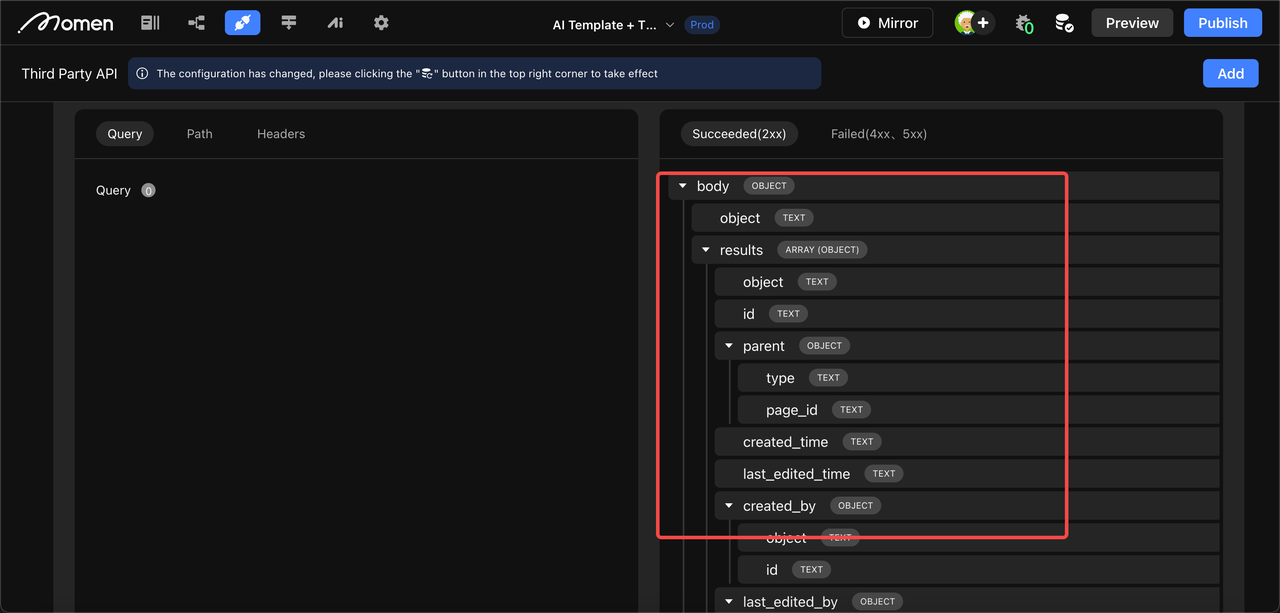 Momen
Ai
AI Template + T...
Prod
Mirror
0
Preview
Publish
Third Party API
The configuration has changed, please clicking the " " button in the top right corner to take effect
Add
Query
Path
Headers
Query 0
Succeeded(2xx)
Failed(4xx、5xx)
body OBJECT
object TEXT
results ARRAY (OBJECT)
object TEXT
id TEXT
parent OBJECT
type TEXT
page_id TEXT
created_time TEXT
last_edited_time TEXT
created_by OBJECT
object TEXT
id TEXT
last_edited_by OBJECT